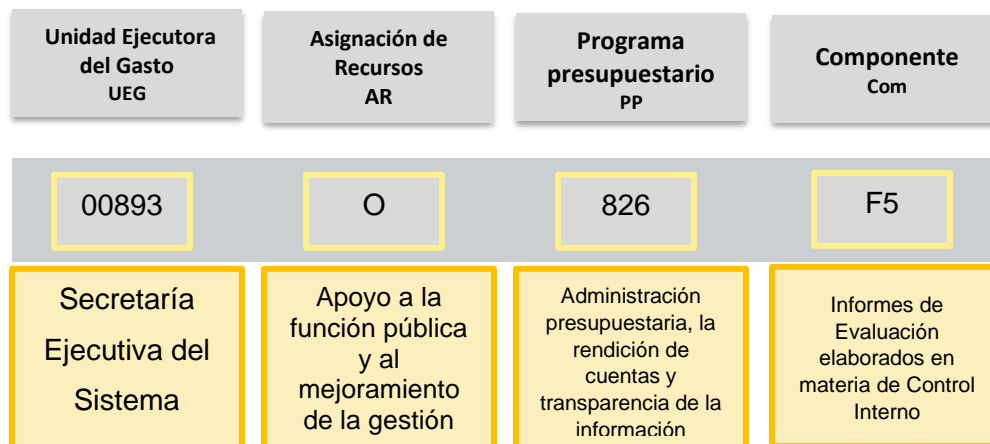 Unidad Ejecutora
del Gasto
UEG
Asignación de
Recursos
AR
Programa
presupuestario
PP
Componente
Com
00893
O
826
F5
Secretaría
Ejecutiva del
Sistema
Apoyo a la
función pública
y al
mejoramiento
de la gestión
Administración
presupuestaria, la
rendición de
cuentas y
transparencia de la
información
Informes de
Evaluación
elaborados en
materia de Control
Interno